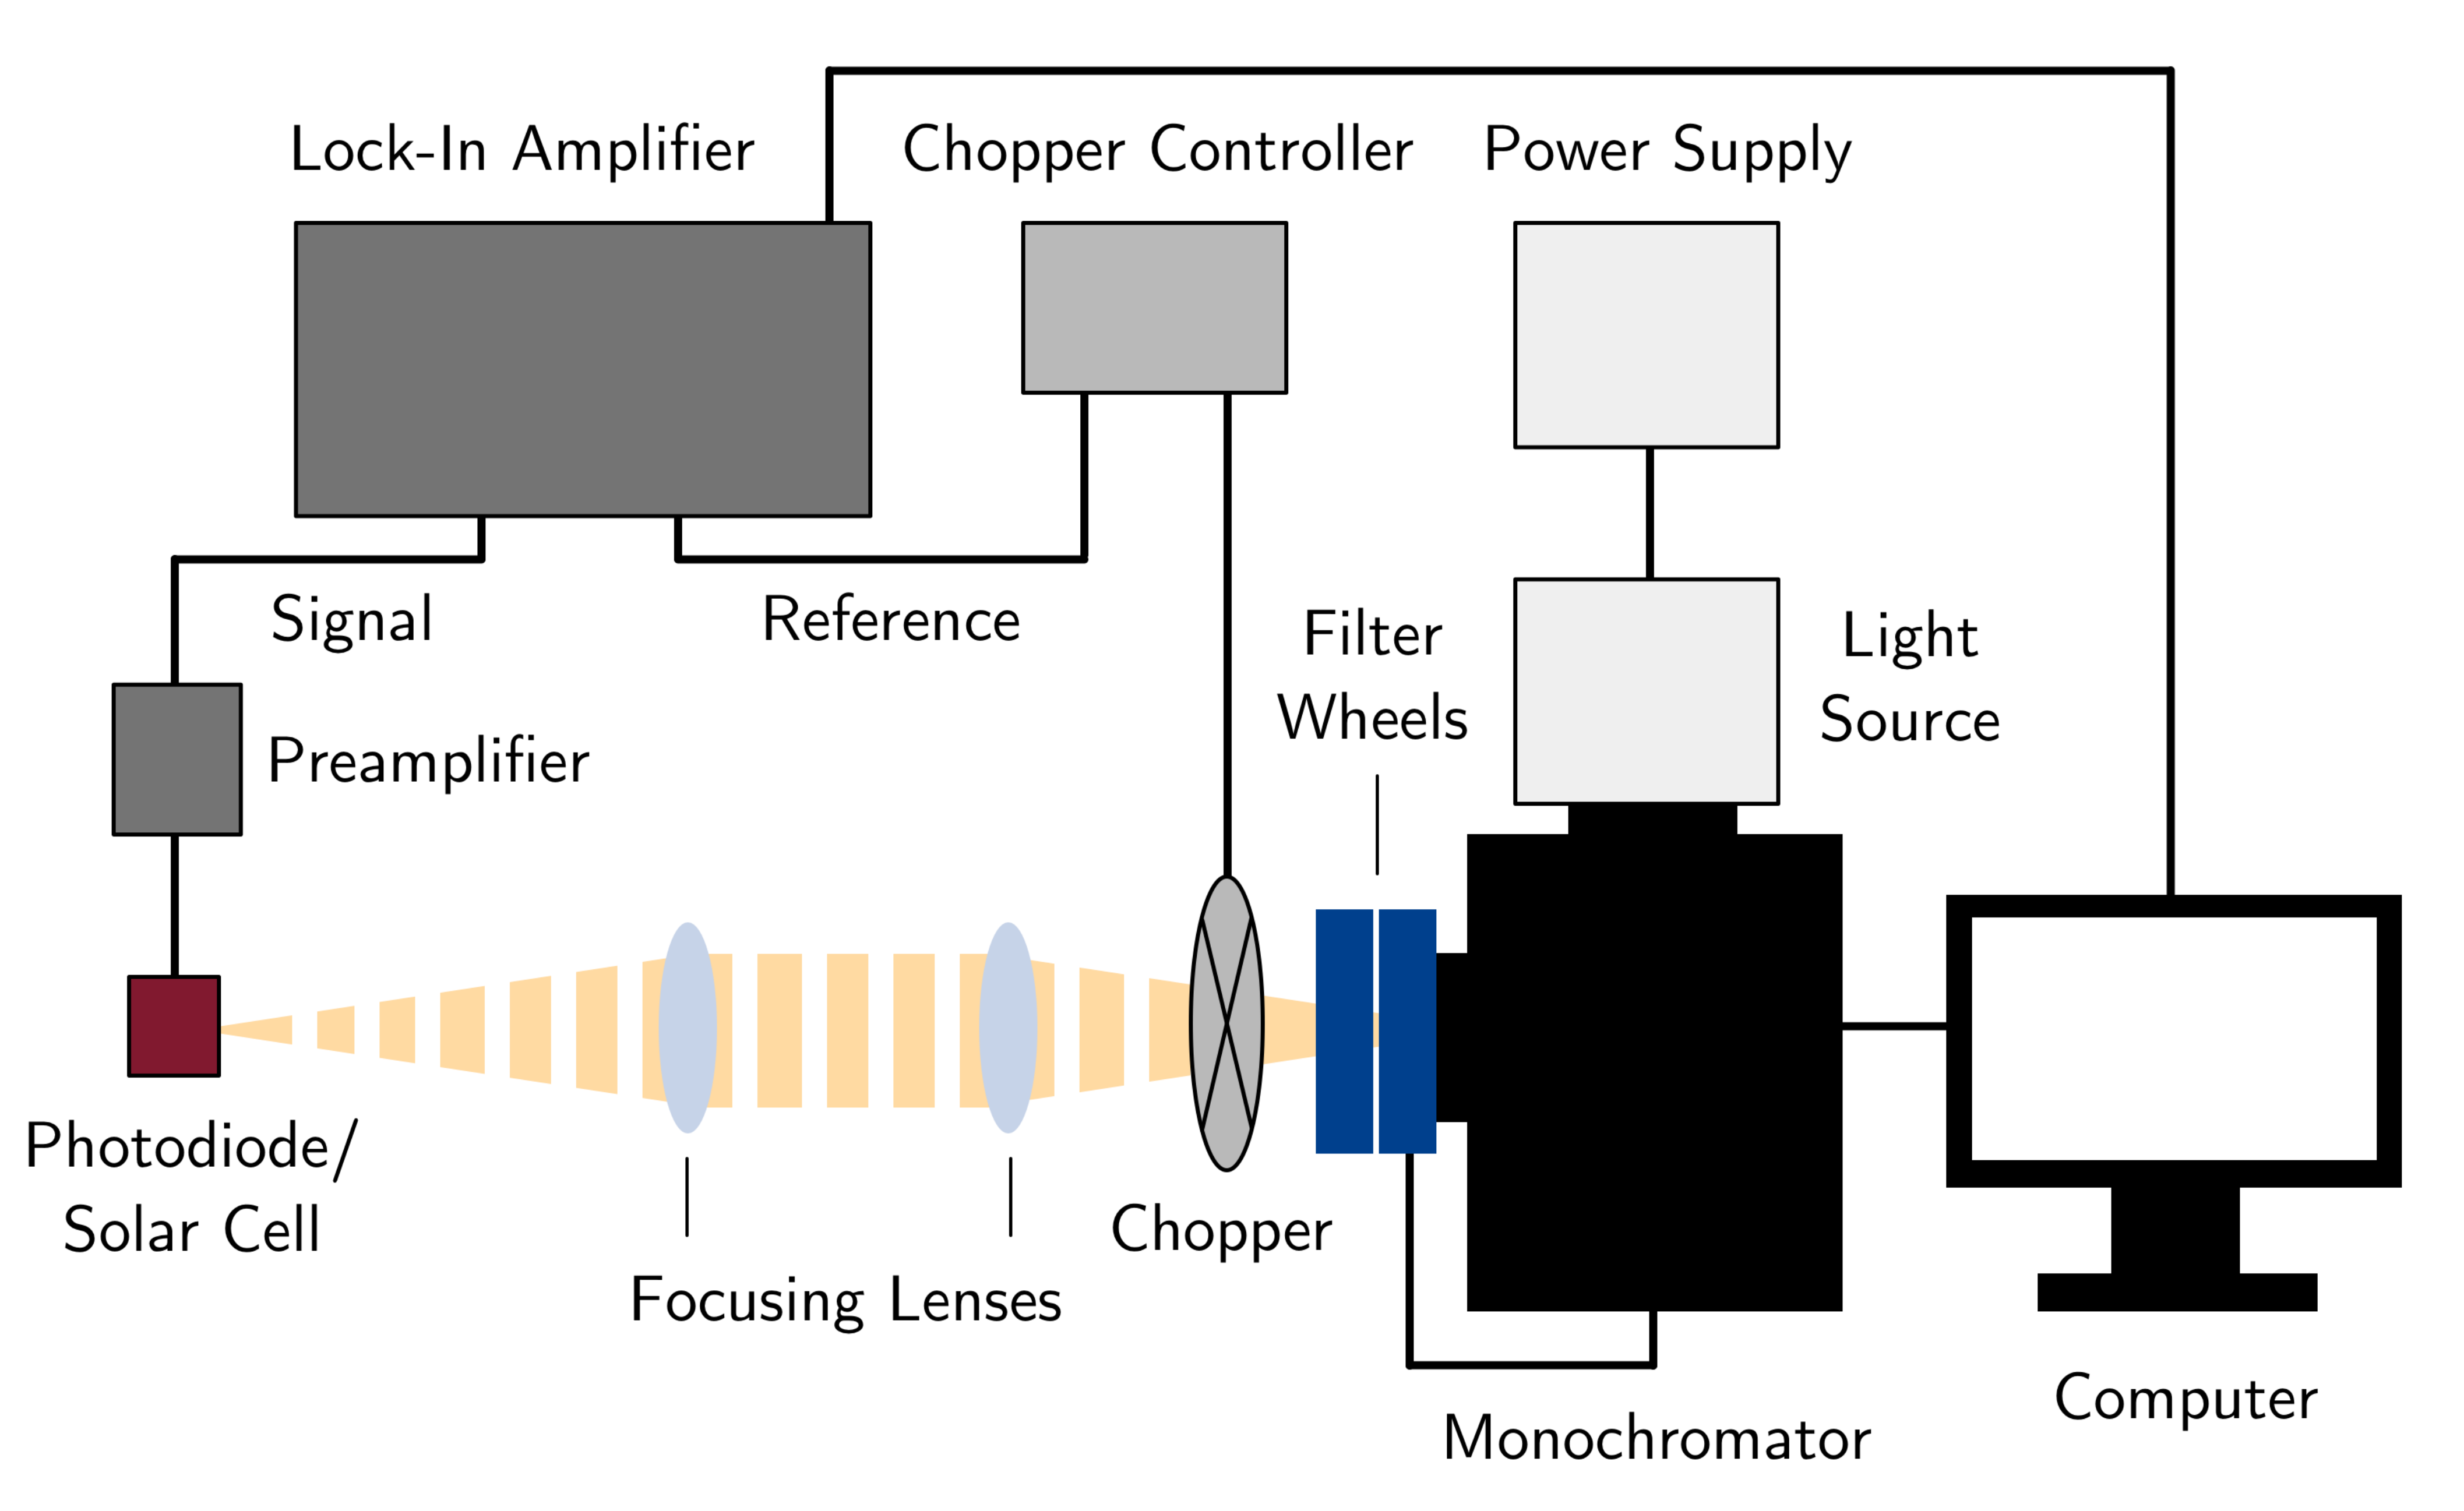 Lock-In Amplifier
Chopper Controller
Power Supply
Signal
Reference
Filter
Wheels
Light
Source
Preamplifier
Photodiode/
Solar Cell
Focusing Lenses
Chopper
Monochromator
Computer